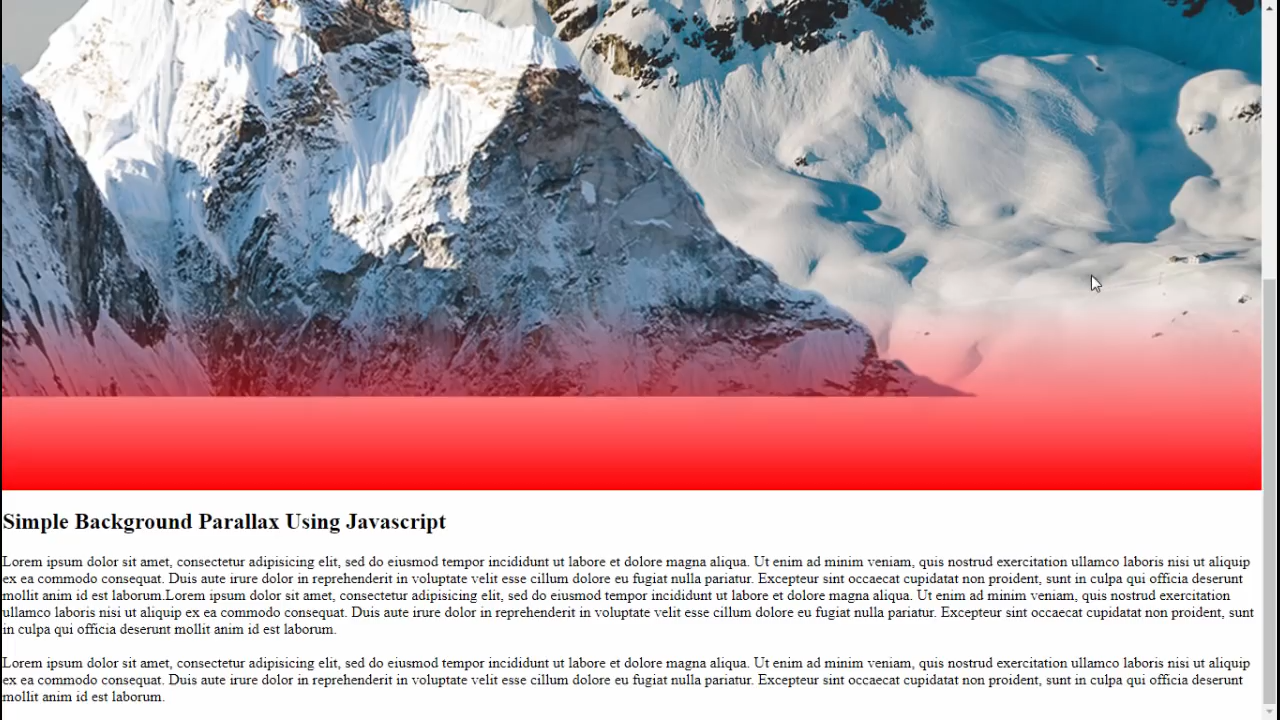 Simple Background Parallax Using Javascript
Lorem ipsum dolor sit amet, consectetur adipisicing elit, sed do eiusmod tempor incididunt ut labore et dolore magna aliqua. Ut enim ad minim veniam, quis nostrud exercitation ullamco laboris nisi ut aliquip
ex ea commodo consequat. Duis aute irure dolor in reprehenderit in voluptate velit esse cillum dolore eu fugiat nulla pariatur. Excepteur sint occaecat cupidatat non proident, sunt in culpa qui officia deserunt
mollit anim id est laborum.Lorem ipsum dolor sit amet, consectetur adipisicing elit, sed do eiusmod tempor incididunt ut labore et dolore magna aliqua. Ut enim ad minim veniam, quis nostrud exercitation
ullamco laboris nisi ut aliquip ex ea commodo consequat. Duis aute irure dolor in reprehenderit in voluptate velit esse cillum dolore eu fugiat nulla pariatur. Excepteur sint occaecat cupidatat non proident, sunt
in culpa qui officia deserunt mollit anim id est laborum.
Lorem ipsum dolor sit amet, consectetur adipisicing elit, sed do eiusmod tempor incididunt ut labore et dolore magna aliqua. Ut enim ad minim veniam, quis nostrud exercitation ullamco laboris nisi ut aliquip
ex ea commodo consequat. Duis aute irure dolor in reprehenderit in voluptate velit esse cillum dolore eu fugiat nulla pariatur. Excepteur sint occaecat cupidatat non proident, sunt in culpa qui officia deserunt
mollit anim id est laborum.